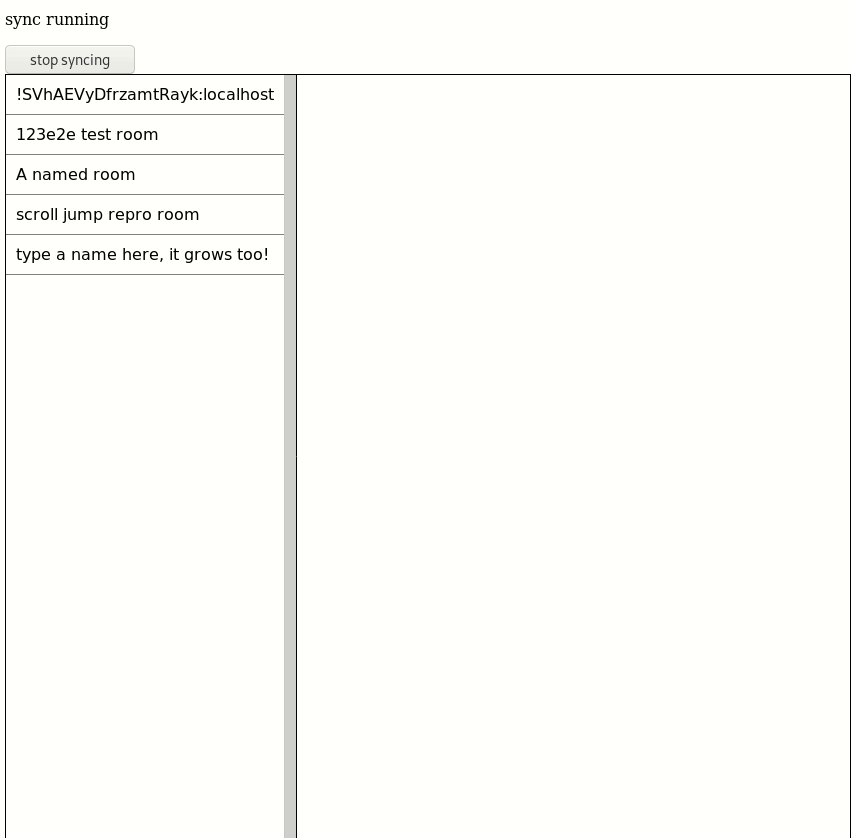 sync running
stop syncing
!SVhAEVyDfrzamtRayk:localhost
123e2e test room
A named room
scroll jump repro room
type a name here, it grows too!